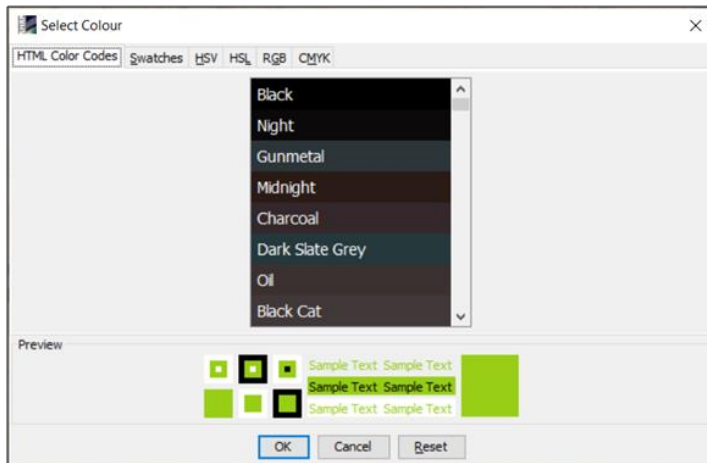 Select Colour
HTML Color Codes Swatches HSV HSL RGB CMYK
Black
Night
Gunmetal
Midnight
Charcoal
Dark Slate Grey
Oil
Black Cat
Preview
Sample Text Sample Text
Sample Text Sample Text
Sample Text Sample Text
OK Cancel Reset